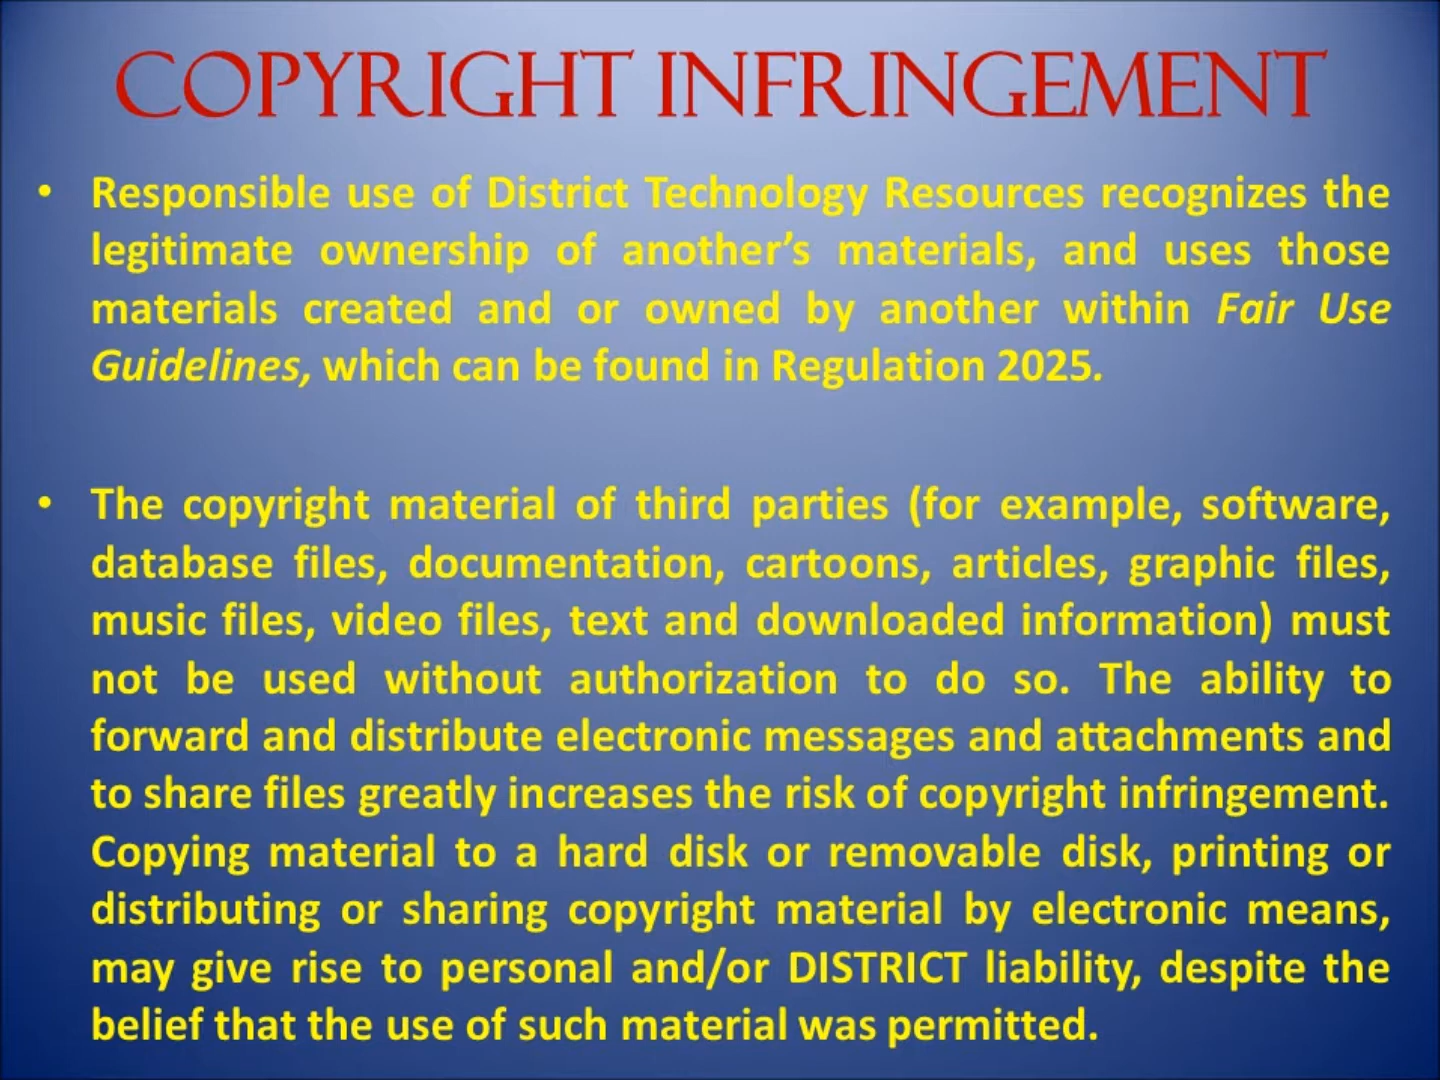 COPYRIGHT INFRINGEMENT
• Responsible use of District Technology Resources recognizes the
legitimate ownership of another’s materials, and uses those
materials created and or owned by another within Fair Use
Guidelines, which can be found in Regulation 2025.
• The copyright material of third parties (for example, software,
database files, documentation, cartoons, articles, graphic files,
music files, video files, text and downloaded information) must
not be used without authorization to do so. The ability to
forward and distribute electronic messages and attachments and
to share files greatly increases the risk of copyright infringement.
Copying material to a hard disk or removable disk, printing or
distributing or sharing copyright material by electronic means,
may give rise to personal and/or DISTRICT liability, despite the
belief that the use of such material was permitted.